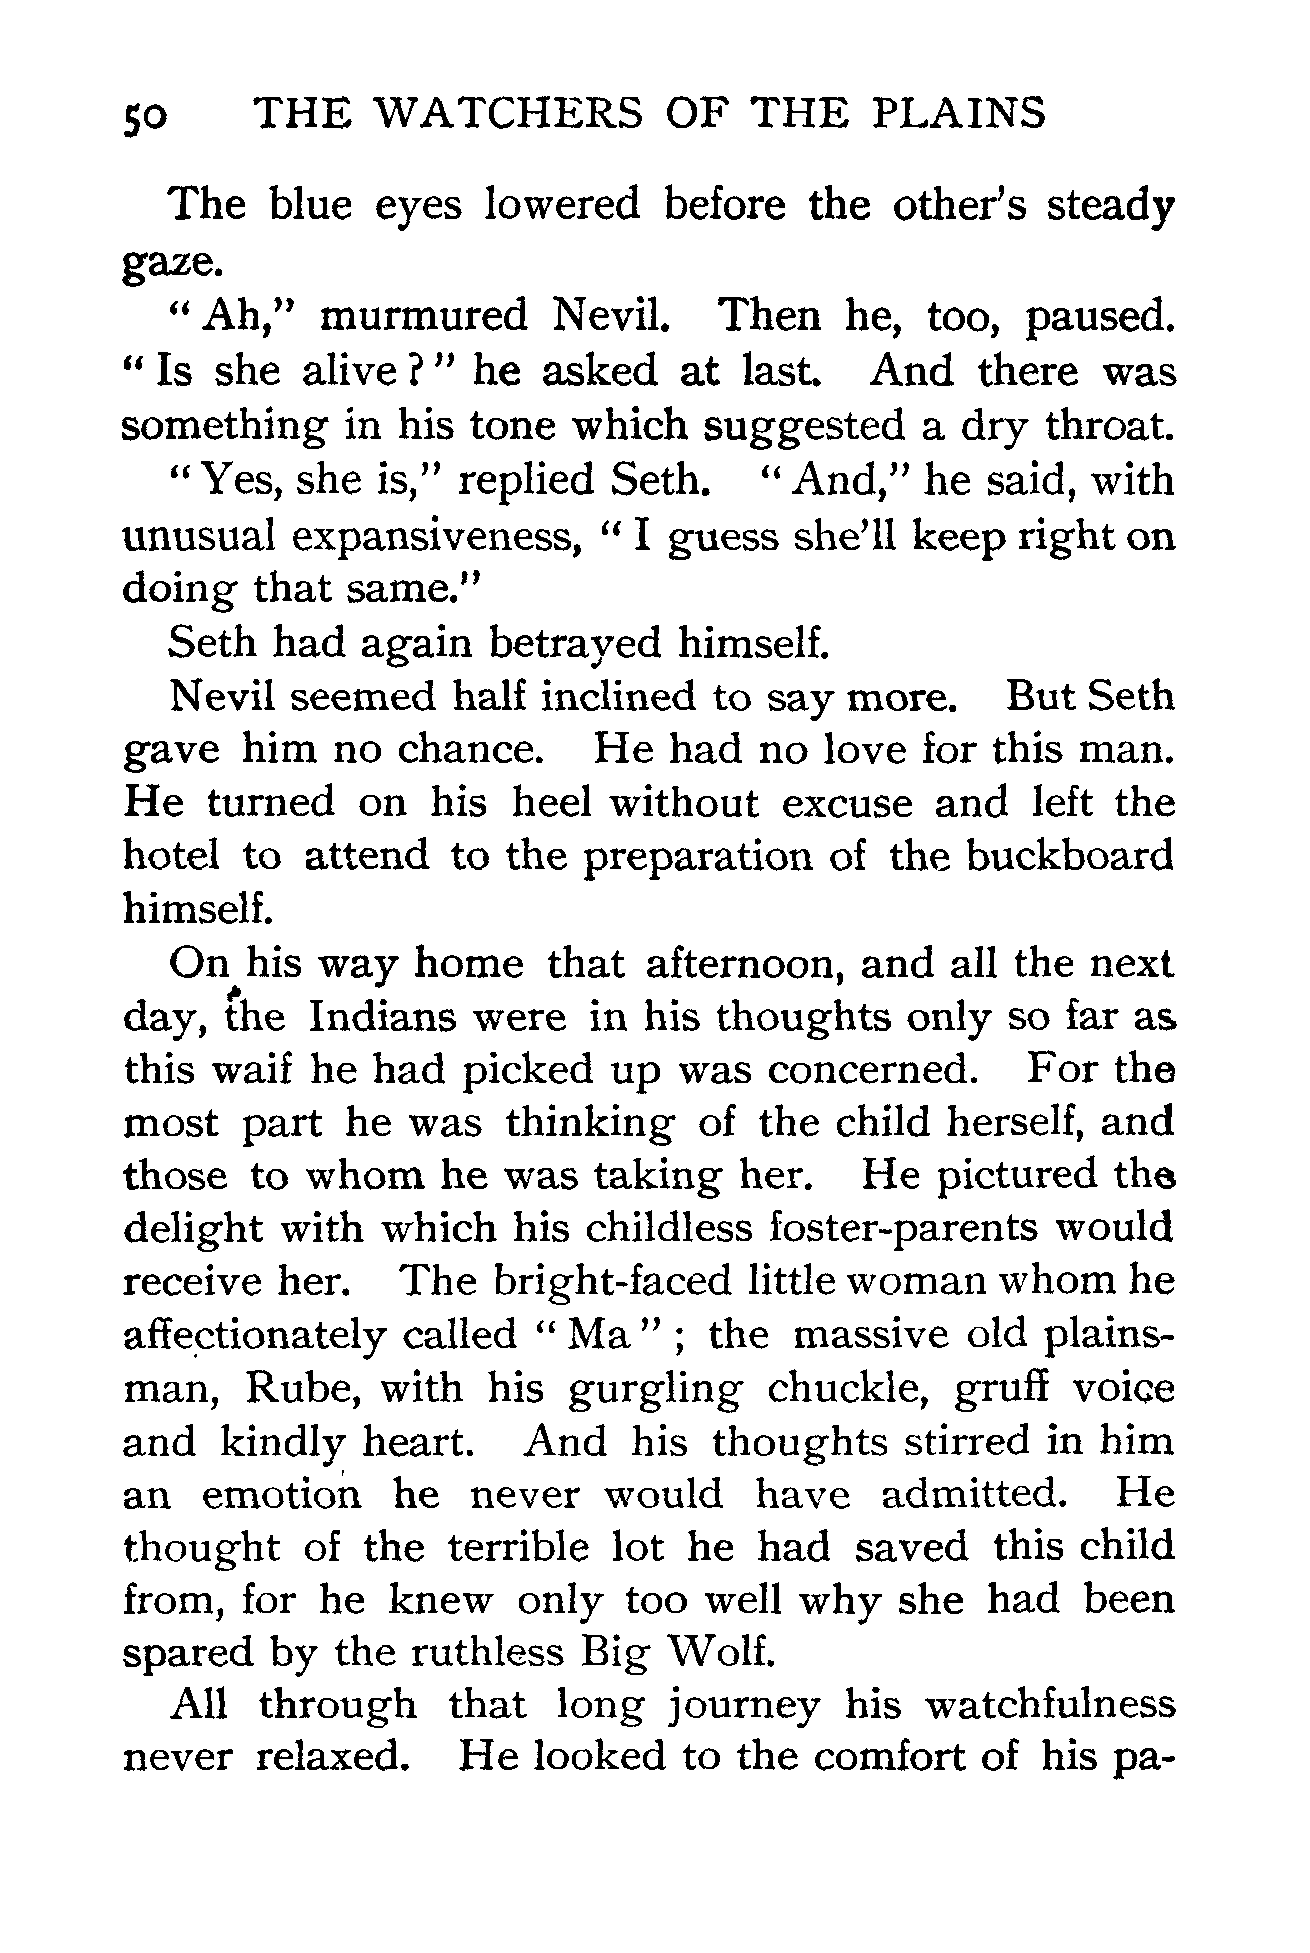 50 THE WATCHERS OF THE PLAINS
The blue eyes lowered before the other's steady
gaze.
"Ah," murmured Nevil. Then he, too, paused.
"Is she alive?" he asked at last. And there was
something in his tone which suggested a dry throat.
"Yes, she is," replied Seth. "And," he said, with
unusual expansiveness, "I guess she'll keep right on
doing that same."
Seth had again betrayed himself.
Nevil seemed half inclined to say more. But Seth
gave him no chance. He had no love for this man.
He turned on his heel without excuse and left the
hotel to attend to the preparation of the buckboard
himself.
On his way home that afternoon, and all the next
day, the Indians were in his thoughts only so far as
this waif he had picked up was concerned. For the
most part he was thinking of the child herself, and
those to whom he was taking her. He pictured the
delight with which his childless foster-parents would
receive her. The bright-faced little woman whom he
affectionately called "Ma"; the massive old plains-
man, Rube, with his gurgling chuckle, gruff voice
and kindly heart. And his thoughts stirred in him
an emotion he never would have admitted. He
thought of the terrible lot he had saved this child
from, for he knew only too well why she had been
spared by the ruthless Big Wolf.
All through that long journey his watchfulness
never relaxed. He looked to the comfort of his pa-